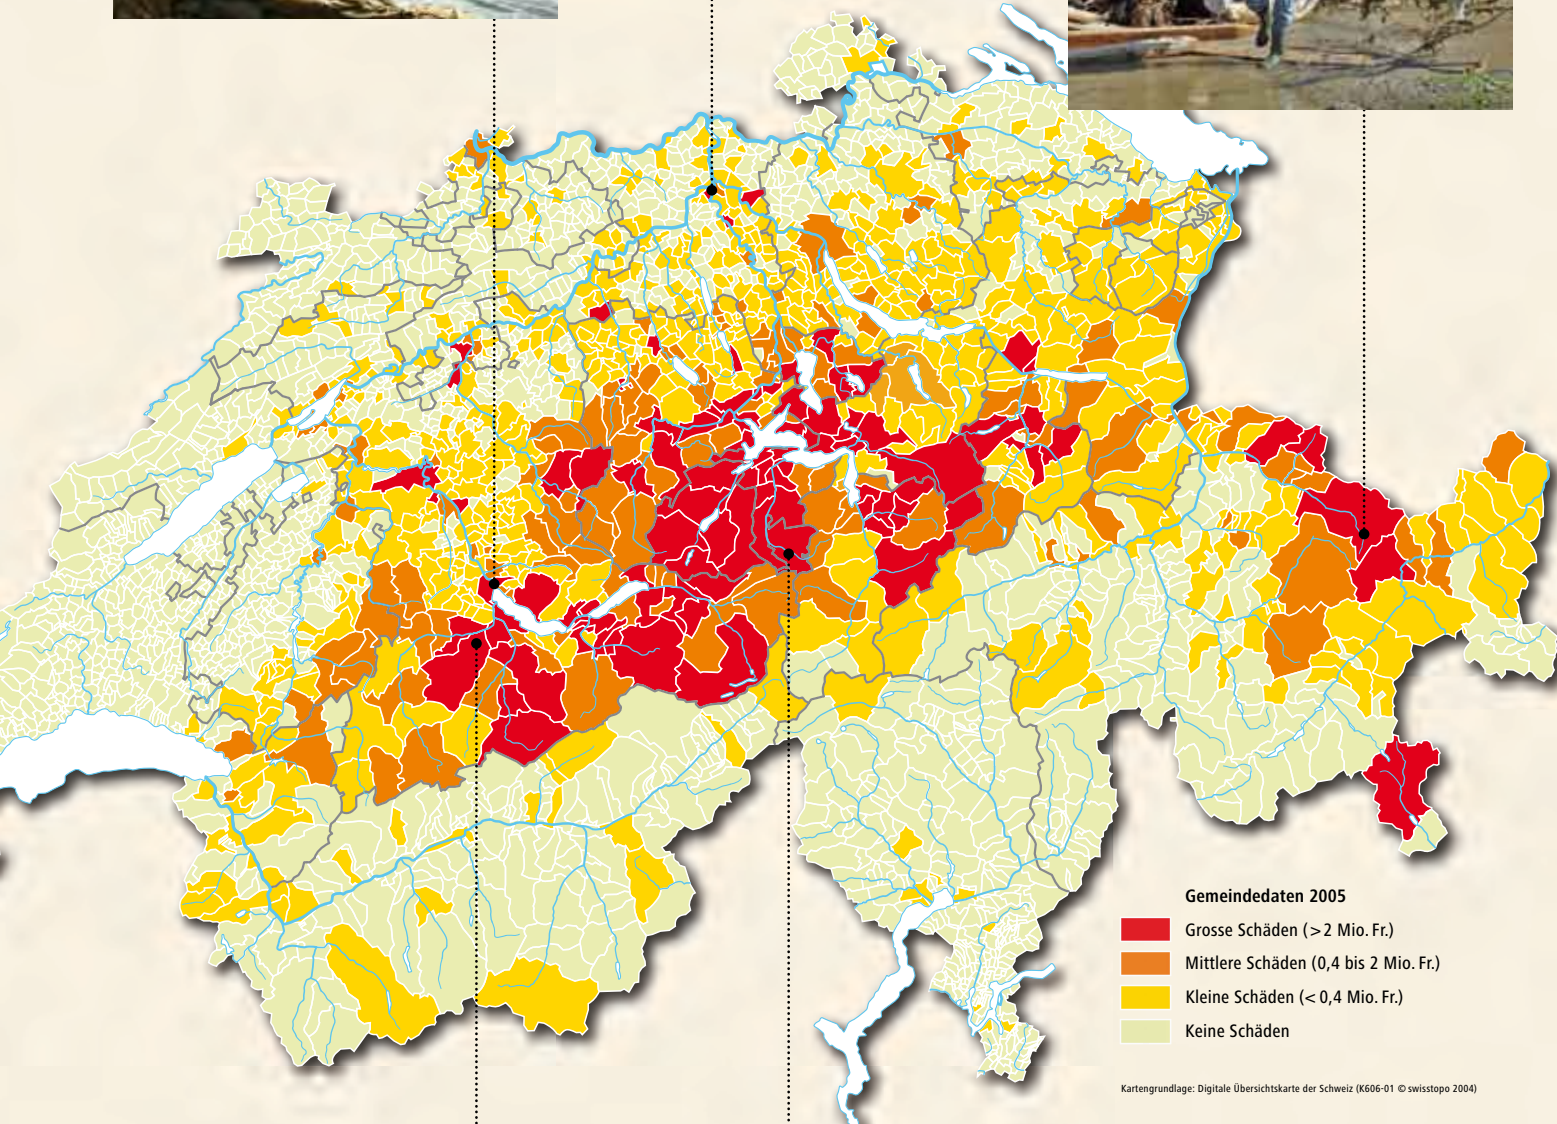 Gemeindedaten 2005
Grosse Schäden (>2 Mio. Fr.)
Mittlere Schäden (0,4 bis 2 Mio. Fr.)
Kleine Schäden (< 0,4 Mio. Fr.)
Keine Schäden
Kartengrundlage: Digitale Übersichtskarte der Schweiz (K606-01 © swisstopo 2004)